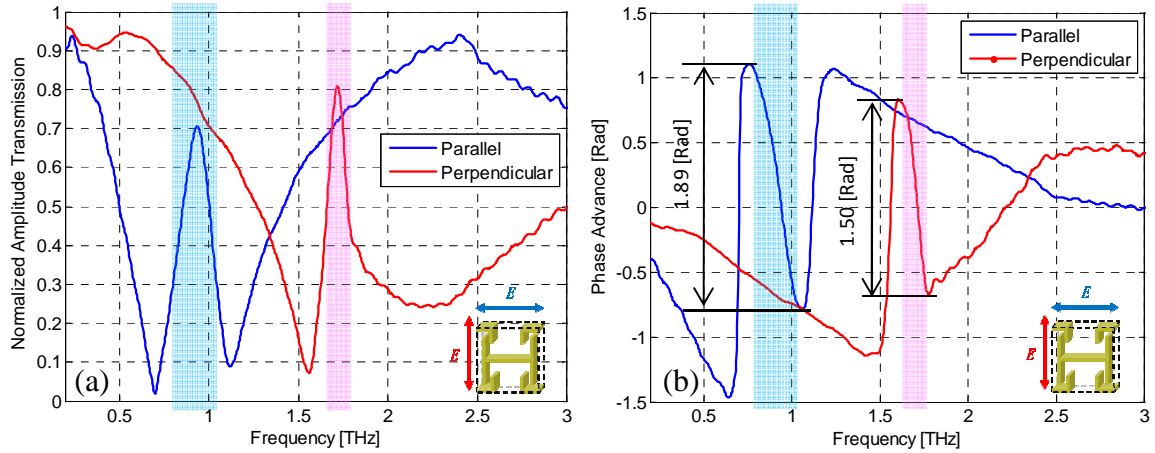 Normalized Amplitude Transmission
1
0.9
0.8
0.7
0.6
0.5
0.4
0.3
0.2
0.1
0
0.5
1
1.5
2
2.5
3
Frequency [THz]
Parallel
Perpendicular
E
E
(a)
Phase Advance [Rad]
1.5
1
0.5
0
-0.5
-1
-1.5
0.5
1
1.5
2
2.5
3
Frequency [THz]
Parallel
Perpendicular
1.89 [Rad]
1.50 [Rad]
E
E
(b)